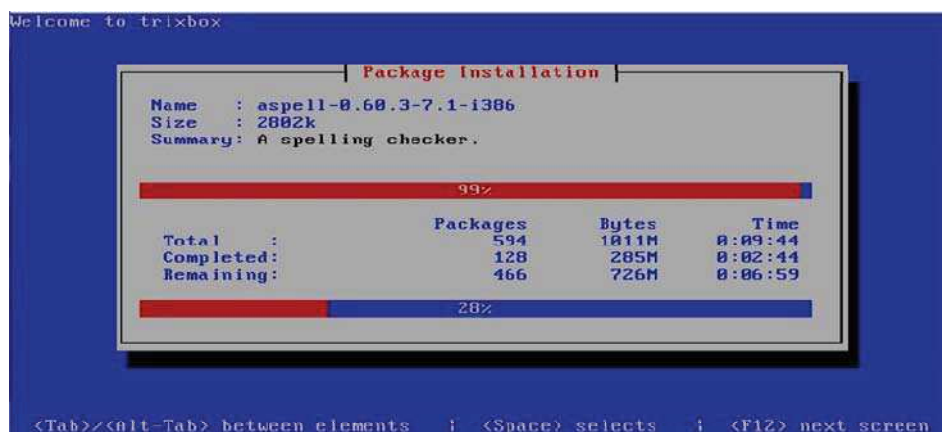 Welcome to trixbox
Package Installation
Name : aspell-0.60.3-7.1-i386
Size : 2802k
Summary: A spelling checker.
99%
Packages Bytes Time
Total : 594 1011M 0:09:44
Completed: 128 285M 0:02:44
Remaining: 466 726M 0:06:59
28%
<Tab>/<Alt-Tab> between elements | <Space> selects | <F12> next screen